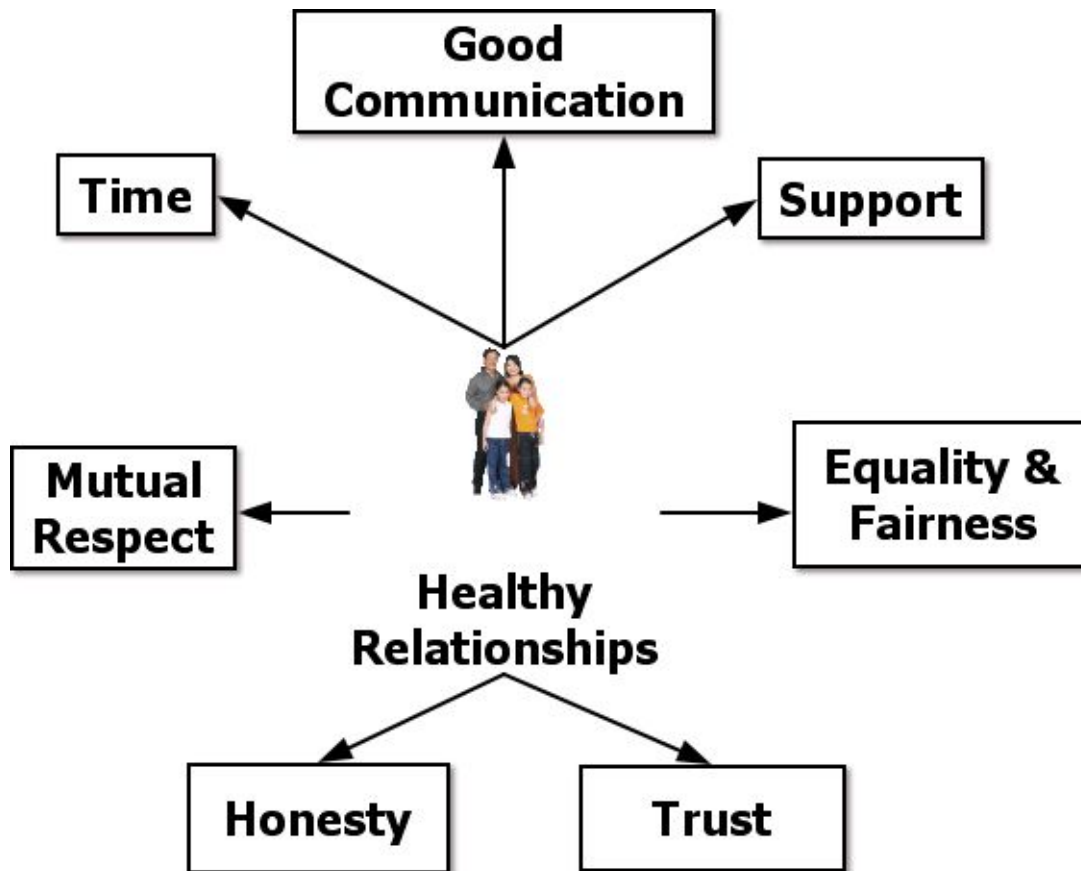 Good
Communication
Time
Support
Mutual
Respect
Equality &
Fairness
Healthy
Relationships
Honesty
Trust